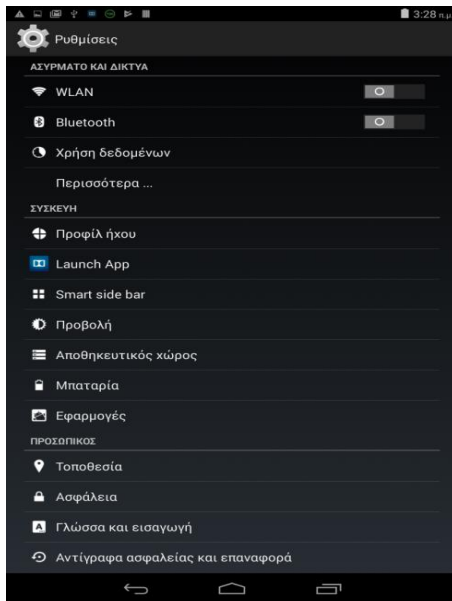 3:28 π.μ
Ρυθμίσεις
ΑΣΥΡΜΑΤΟ ΚΑΙ ΔΙΚΤΥΑ
WLAN
Bluetooth
Χρήση δεδομένων
Περισσότερα ...
ΣΥΣΚΕΥΗ
Προφίλ ήχου
Launch App
Smart side bar
Προβολή
Αποθηκευτικός χώρος
Μπαταρία
Εφαρμογές
ΠΡΟΣΩΠΙΚΟΣ
Τοποθεσία
Ασφάλεια
A Γλώσσα και εισαγωγή
Αντίγραφα ασφαλείας και επαναφορά